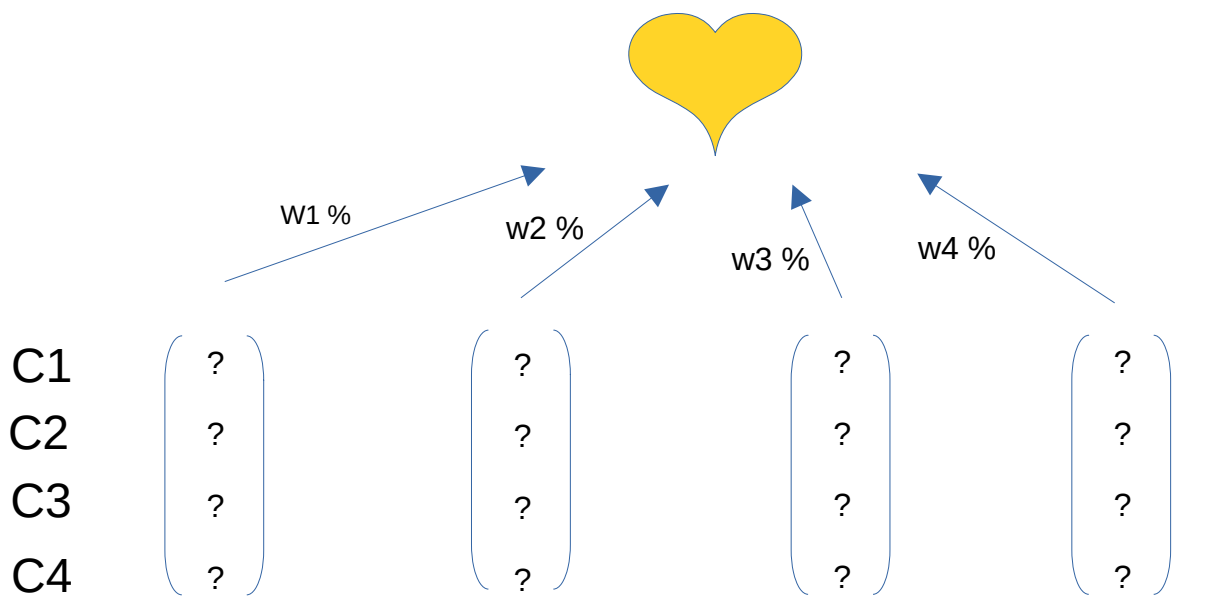 W1 %
w2 %
w3 %
w4 %
C1 ? ? ? ?
C2 ? ? ? ?
C3 ? ? ? ?
C4 ? ? ? ?